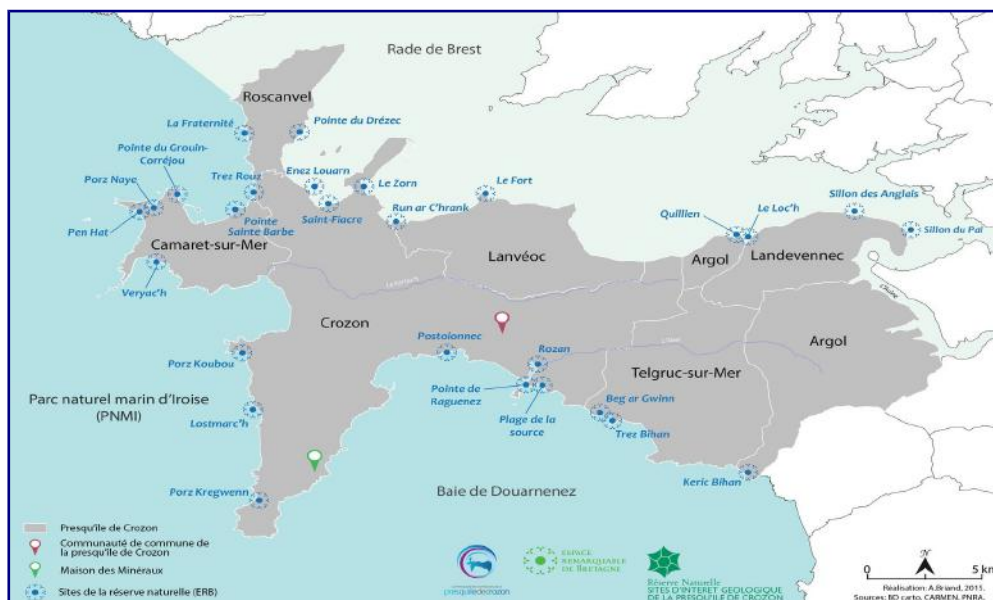 Rade de Brest
Roscanvel
La Fraternité
Pointe du Drézec
Pointe du Grouin-
Corréjou
Porz Naye
Trez Rouz
Enez Louarn
Le Zorn
Le Fort
Sillon des Anglais
Pen Hat
Pointe
Sainte Barbe
Saint-Fiacre
Run ar C'hrank
Quillien
Le Loc'h
Sillon du Pal
Camaret-sur-Mer
Lanvéoc
Argol
Landevennec
Veryac'h
Crozon
Postolonnec
Rozan
Argol
Porz Koubou
Telgruc-sur-Mer
Pointe de
Raguenez
Plage de la
source
Beg ar Gwinn
Trez Bihan
Parc naturel marin d'Iroise
(PNMI)
Lostmarc'h
Keric Bihan
Porz Kregwenn
Baie de Douarnenez
Presqu'île de Crozon
Communauté de commune de
la presqu'île de Crozon
Maison des Minéraux
Sites de la réserve naturelle (ERB)
presquîledecrozon
ESPACE
REMARQUABLE
DE BRETAGNE
Réserve Naturelle
SITES D'INTERET GEOLOGIQUE
DE LA PRESQU'ILE DE CROZON
N
0
5 km
Réalisation: A.Briand, 2015.
Sources: BD carto, CARMEN, PNRA.